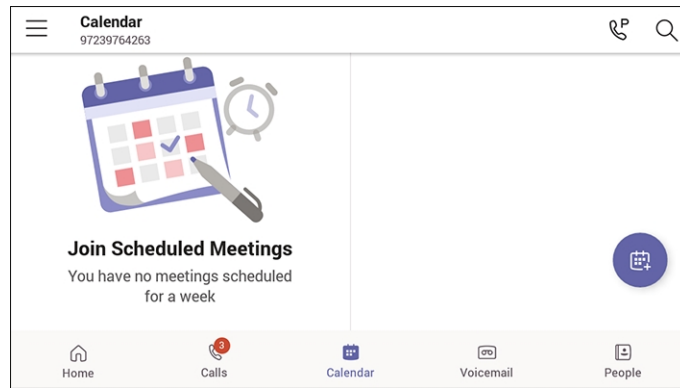 Calendar
97239764263
P
Join Scheduled Meetings
You have no meetings scheduled
for a week
3
Home
Calls
Calendar
Voicemail
People